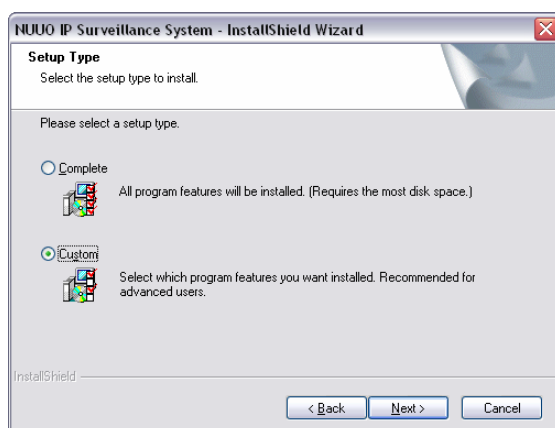 NUUO IP Surveillance System - InstallShield Wizard
Setup Type
Select the setup type to install.
Please select a setup type.
Complete
All program features will be installed. (Requires the most disk space.)
Custom
Select which program features you want installed. Recommended for
advanced users.
InstallShield
< Back
Next >
Cancel